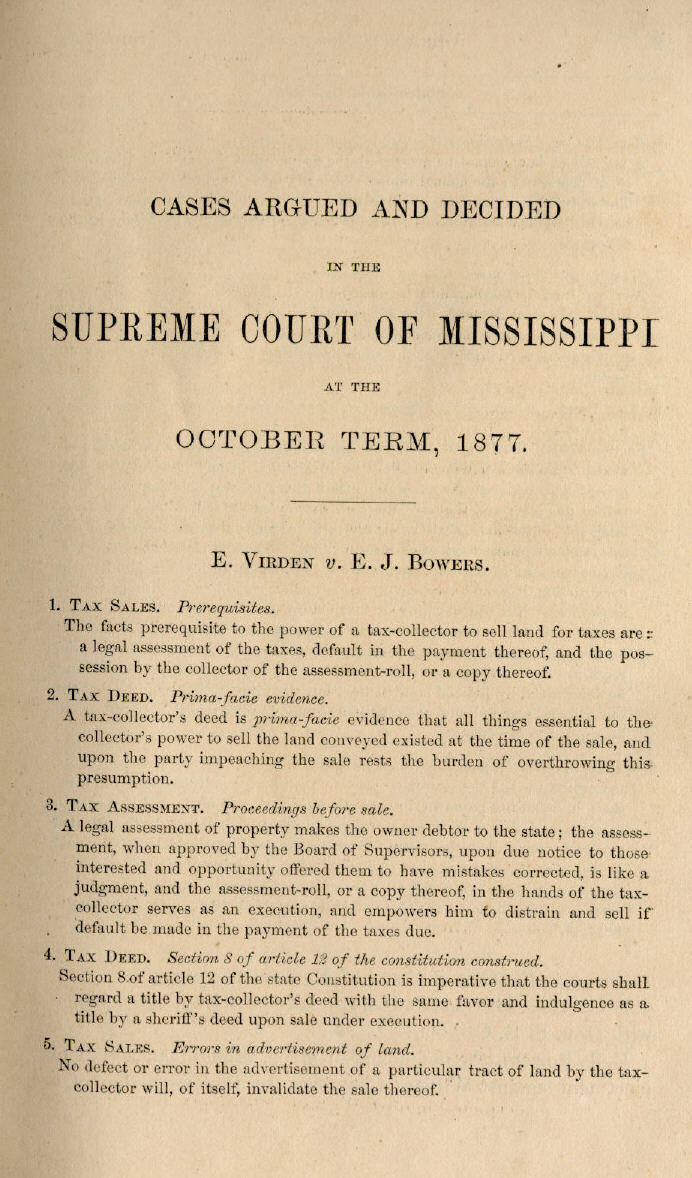 CASES ARGUED AND DECIDED
IN THE
SUPREME COURT OF MISSISSIPPI
AT THE
OCTOBER TERM, 1877.
E. VIRDEN v. E. J. BOWERS.
1. TAX SALES. Prerequisites.
The facts prerequisite to the power of a tax-collector to sell land for taxes are:
a legal assessment of the taxes, default in the payment thereof, and the pos-
session by the collector of the assessment-roll, or a copy thereof.
2. TAX DEED. Prima-facie evidence.
A tax-collector's deed is prima-facie evidence that all things essential to the
collector's power to sell the land conveyed existed at the time of the sale, and
upon the party impeaching the sale rests the burden of overthrowing this
presumption.
3. TAX ASSESSMENT. Proceedings before sale.
A legal assessment of property makes the owner debtor to the state; the assess-
ment, when approved by the Board of Supervisors, upon due notice to those
interested and opportunity offered them to have mistakes corrected, is like a
judgment, and the assessment-roll, or a copy thereof, in the hands of the tax-
collector serves as an execution, and empowers him to distrain and sell if
default be made in the payment of the taxes due.
4. TAX DEED. Section 8 of article 12 of the constitution construed.
Section 8 of article 12 of the state Constitution is imperative that the courts shall
regard a title by tax-collector's deed with the same favor and indulgence as a
title by a sheriff's deed upon sale under execution.
5. TAX SALES. Errors in advertisement of land.
No defect or error in the advertisement of a particular tract of land by the tax-
collector will, of itself, invalidate the sale thereof.